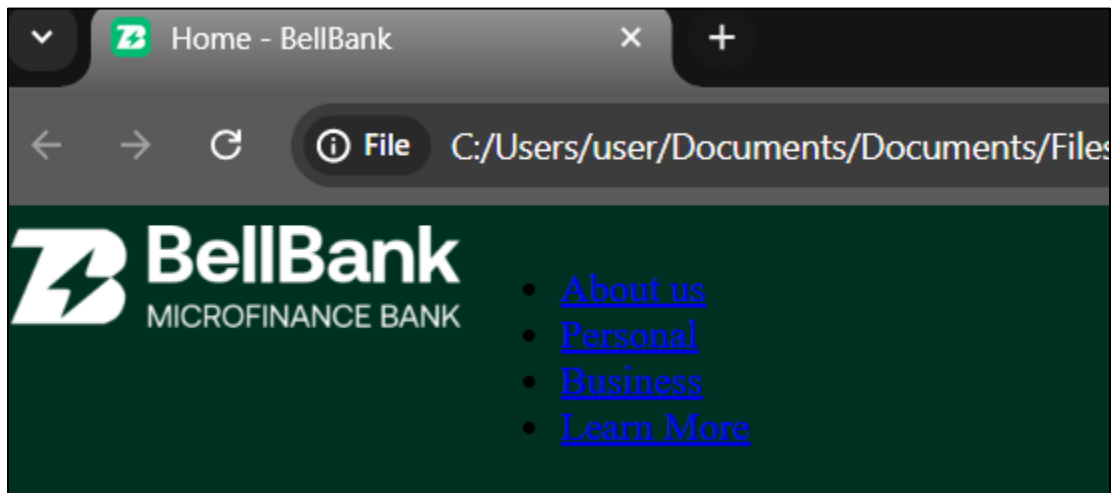 Home - BellBank
File C:/Users/user/Documents/Documents/Files
BellBank
MICROFINANCE BANK
About us
Personal
Business
Learn More